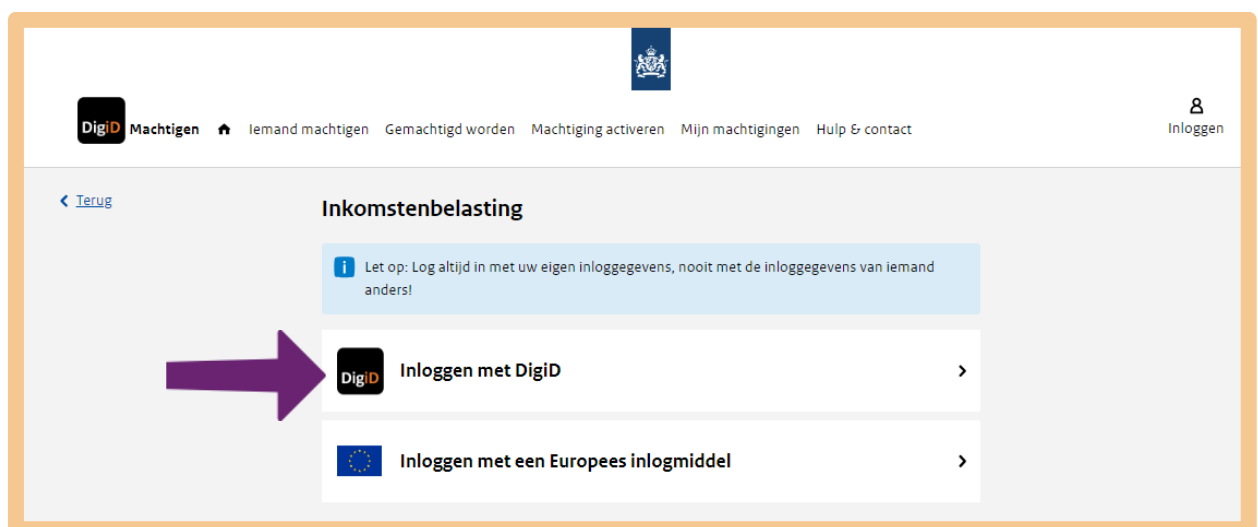 DigiD Machtigen Iemand machtigen Gemachtigd worden Machtiging activeren Mijn machtigingen Hulp & contact Inloggen
Terug
Inkomstenbelasting
i Let op: Log altijd in met uw eigen inloggegevens, nooit met de inloggegevens van iemand
anders!
DigiD Inloggen met DigiD
Inloggen met een Europees inlogmiddel